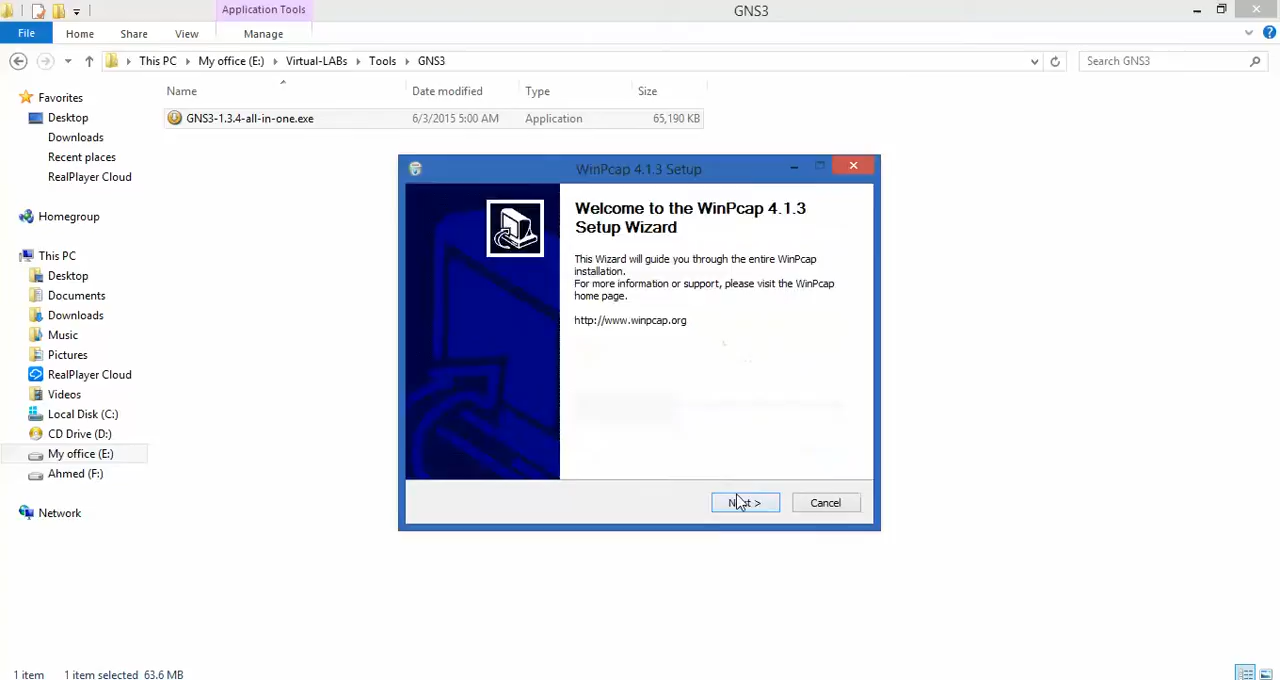 Application Tools
GNS3
File
Home
Share
View
Manage
This PC
My office (E:)
Virtual-LABs
Tools
GNS3
Search GNS3
Name
Date modified
Type
Size
GNS3-1.3.4-all-in-one.exe
6/3/2015 5:00 AM
Application
65,190 KB
Favorites
Desktop
Downloads
Recent places
RealPlayer Cloud
Homegroup
This PC
Desktop
Documents
Downloads
Music
Pictures
RealPlayer Cloud
Videos
Local Disk (C:)
CD Drive (D:)
My office (E:)
Ahmed (F:)
Network
WinPcap 4.1.3 Setup
Welcome to the WinPcap 4.1.3
Setup Wizard
This Wizard will guide you through the entire WinPcap
installation.
For more information or support, please visit the WinPcap
home page.
http://www.winpcap.org
Next >
Cancel
1 item
1 item selected 63.6 MB